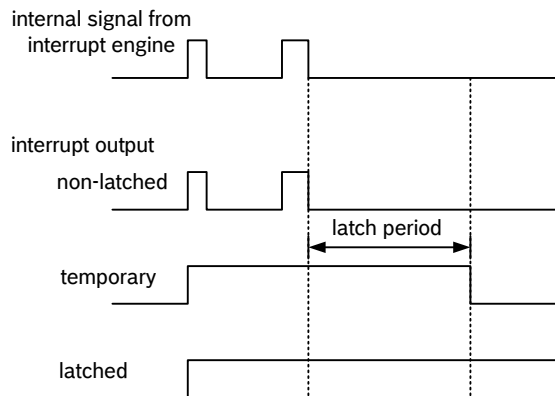 internal signal from
interrupt engine
interrupt output
non-latched
latch period
temporary
latched